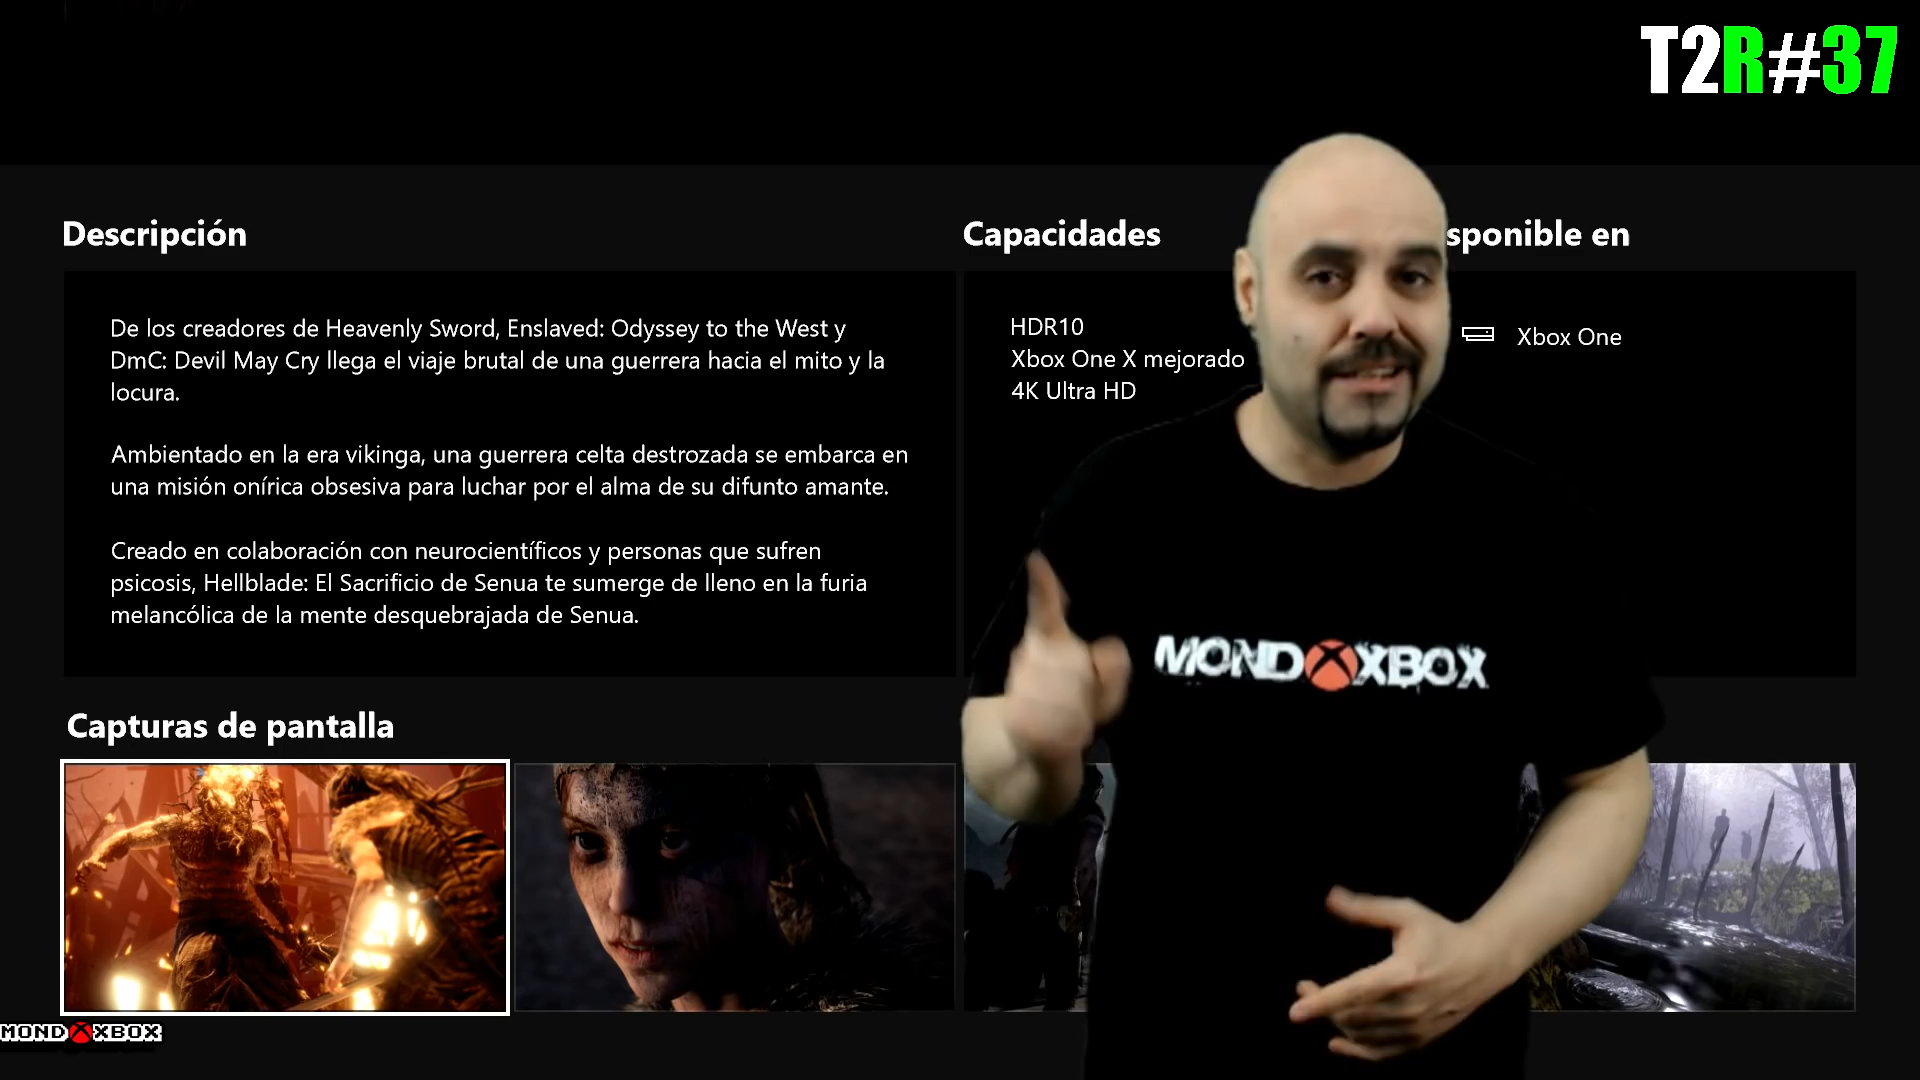 T2R#37
Descripción
Capacidades
sponible en
De los creadores de Heavenly Sword, Enslaved: Odyssey to the West y
DmC: Devil May Cry llega el viaje brutal de una guerrera hacia el mito y la
locura.
Ambientado en la era vikinga, una guerrera celta destrozada se embarca en
una misión onírica obsesiva para luchar por el alma de su difunto amante.
Creado en colaboración con neurocientíficos y personas que sufren
psicosis, Hellblade: El Sacrificio de Senua te sumerge de lleno en la furia
melancólica de la mente desquebrajada de Senua.
HDR10
Xbox One X mejorado
4K Ultra HD
Xbox One
MONDOXBOX
Capturas de pantalla
MONDOXBOX